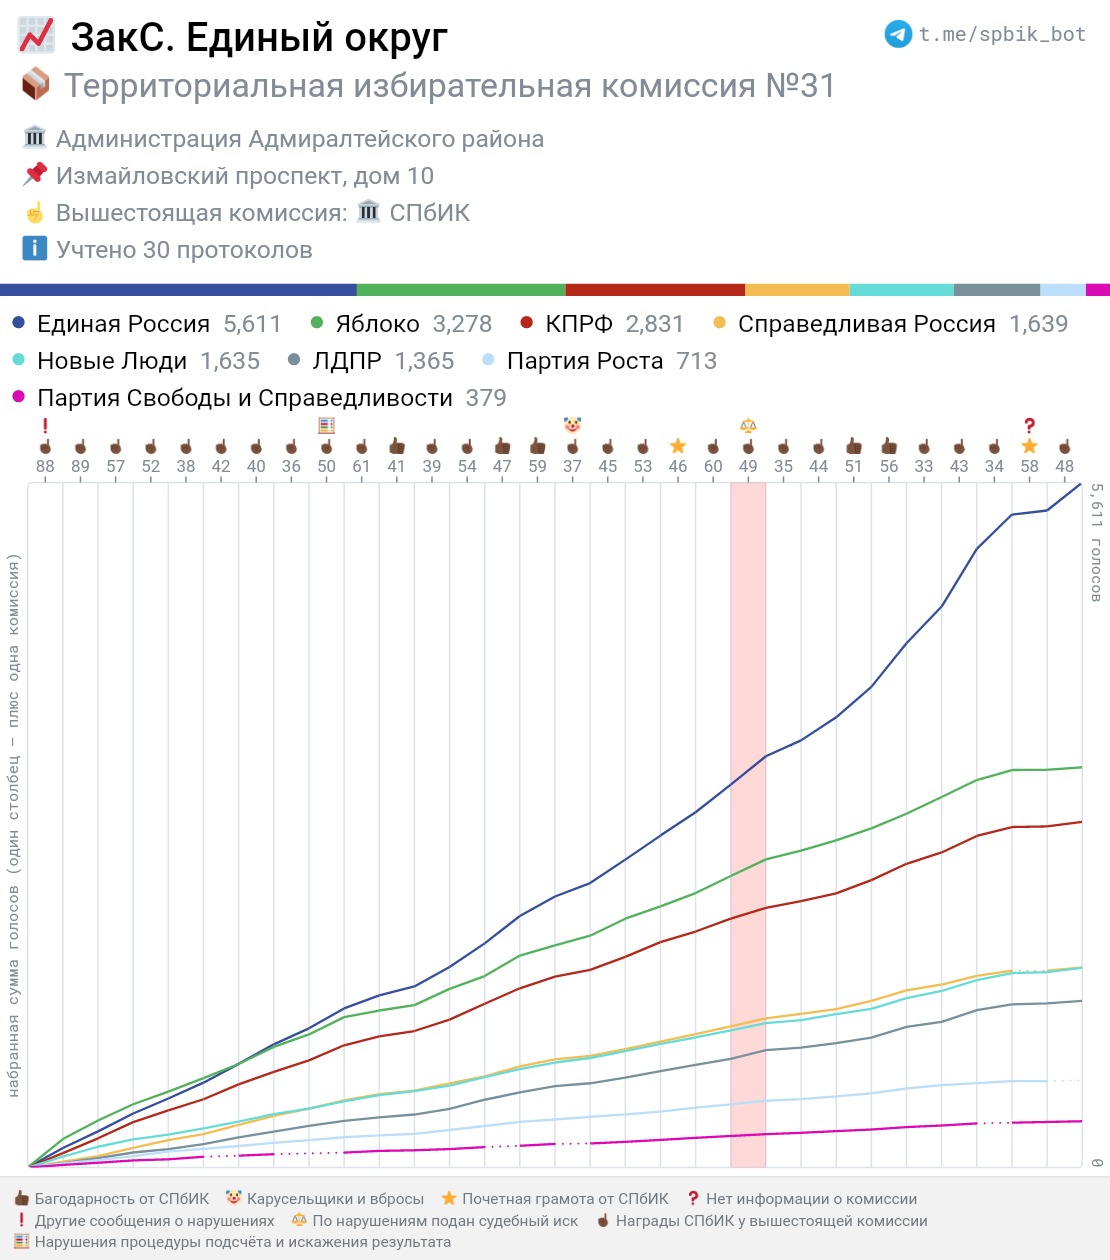 ЗакС. Единый округ
t.me/spbik_bot
Территориальная избирательная комиссия №31
Администрация Адмиралтейского района
Измайловский проспект, дом 10
Вышестоящая комиссия: СПбИК
Учтено 30 протоколов
Единая Россия 5,611 Яблоко 3,278 КПРФ 2,831 Справедливая Россия 1,639
Новые Люди 1,635 ЛДПР 1,365 Партия Роста 713
Партия Свободы и Справедливости 379
88 89 57 52 38 42 40 36 50 61 41 39 54 47 59 37 45 53 46 60 49 35 44 51 56 33 43 34 58 48
набранная сумма голосов (один столбец — плюс одна комиссия)
5,611 голосов
0
Багодарность от СПбИК Карусельщики и вбросы Почетная грамота от СПбИК Нет информации о комиссии
Другие сообщения о нарушениях По нарушениям подан судебный иск Награды СПбИК у вышестоящей комиссии
Нарушения процедуры подсчёта и искажения результата